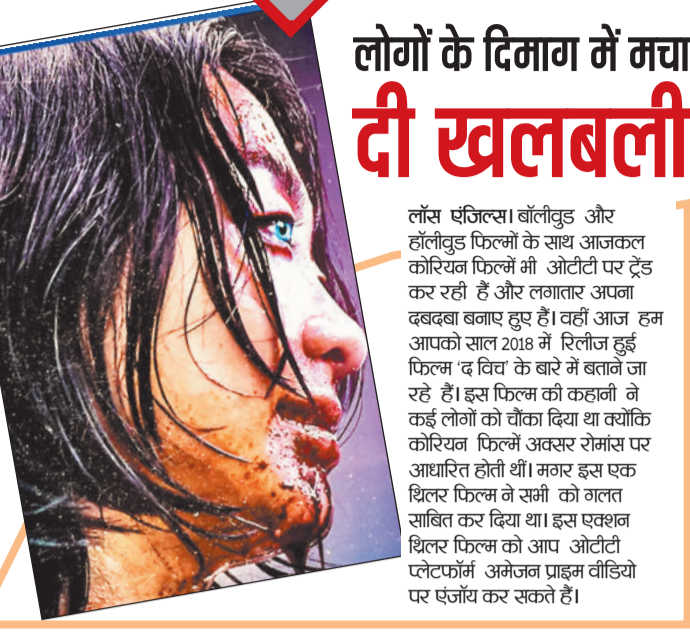 लोगों के दिमाग में मचा
दी खलबली
लॉस एंजिल्स। बॉलीवुड और
हॉलीवुड फिल्मों के साथ आजकल
कोरियन फिल्में भी ओटीटी पर ट्रेंड
कर रही हैं और लगातार अपना
दबदबा बनाए हुए हैं। वहीं आज हम
आपको साल 2018 में रिलीज हुई
फिल्म ‘द विच’ के बारे में बताने जा
रहे हैं। इस फिल्म की कहानी ने
कई लोगों को चौंका दिया था क्योंकि
कोरियन फिल्में अक्सर रोमांस पर
आधारित होती थीं। मगर इस एक
थ्रिलर फिल्म ने सभी को गलत
साबित कर दिया था। इस एक्शन
थ्रिलर फिल्म को आप ओटीटी
प्लेटफॉर्म अमेजन प्राइम वीडियो
पर एंजॉय कर सकते हैं।